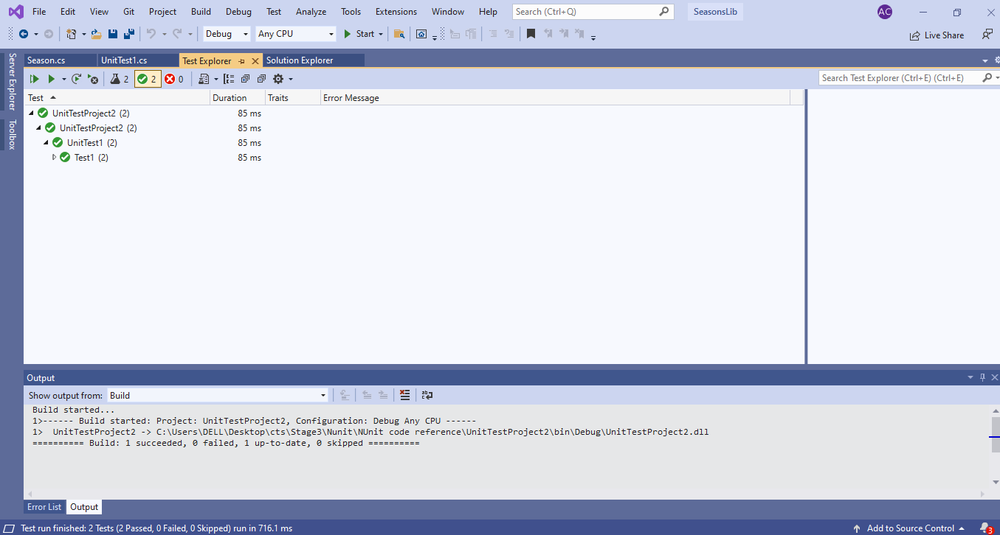 File Edit View Git Project Build Debug Test Analyze Tools Extensions Window Help Search (Ctrl+Q) SeasonsLib AC
Debug Any CPU Start Live Share
Season.cs UnitTest1.cs Test Explorer Solution Explorer
Server Explorer
Toolbox
2 2 0 Search Test Explorer (Ctrl+E) (Ctrl+E)
Test Duration Traits Error Message
UnitTestProject2 (2) 85 ms
UnitTestProject2 (2) 85 ms
UnitTest1 (2) 85 ms
Test1 (2) 85 ms
Output
Show output from: Build
Build started...
1>------ Build started: Project: UnitTestProject2, Configuration: Debug Any CPU ------
1>  UnitTestProject2 -> C:\Users\DELL\Desktop\cts\Stage3\Nunit\NUnit code reference\UnitTestProject2\bin\Debug\UnitTestProject2.dll
========== Build: 1 succeeded, 0 failed, 1 up-to-date, 0 skipped ==========
Error List Output
Test run finished: 2 Tests (2 Passed, 0 Failed, 0 Skipped) run in 716.1 ms Add to Source Control 3